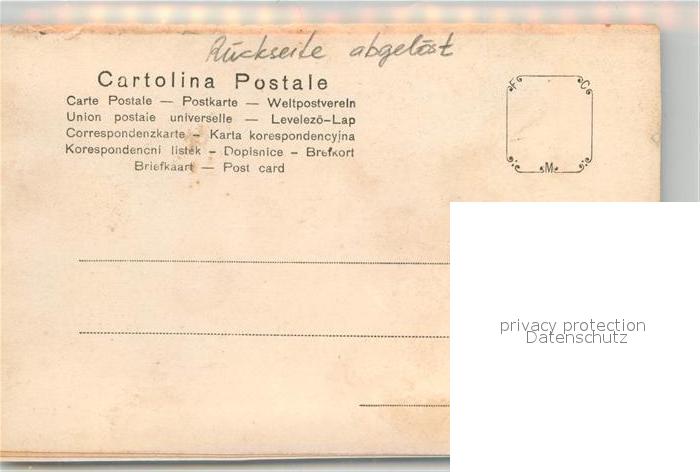 Rückseite abgelöst
Cartolina Postale
Carte Postale — Postkarte — Weltpostverein
Union postale universelle — Levelező-Lap
Correspondenzkarte – Karta korespondencyjna
Korespondencni listek – Dopisnice – Brefkort
Briefkaart — Post card
F C
M
privacy protection
Datenschutz